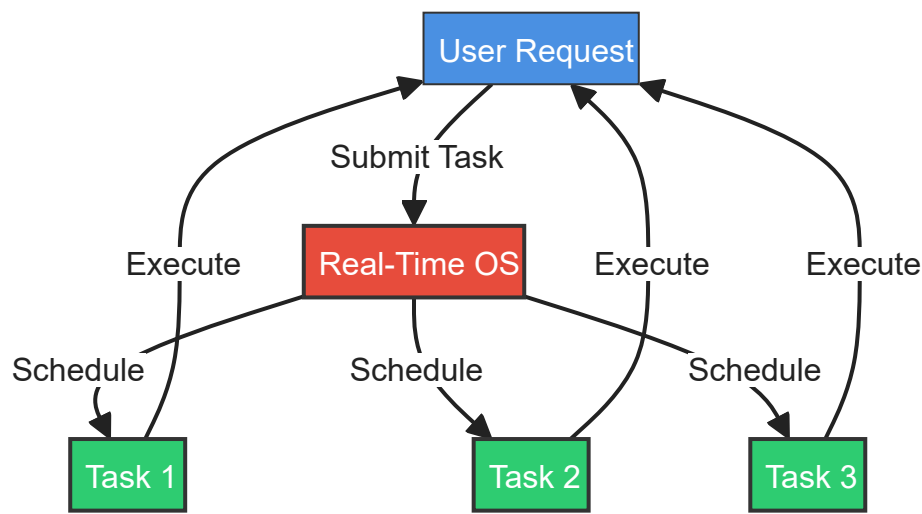 User Request
Submit Task
Execute
Real-Time OS
Execute
Execute
Schedule
Schedule
Schedule
Task 1
Task 2
Task 3